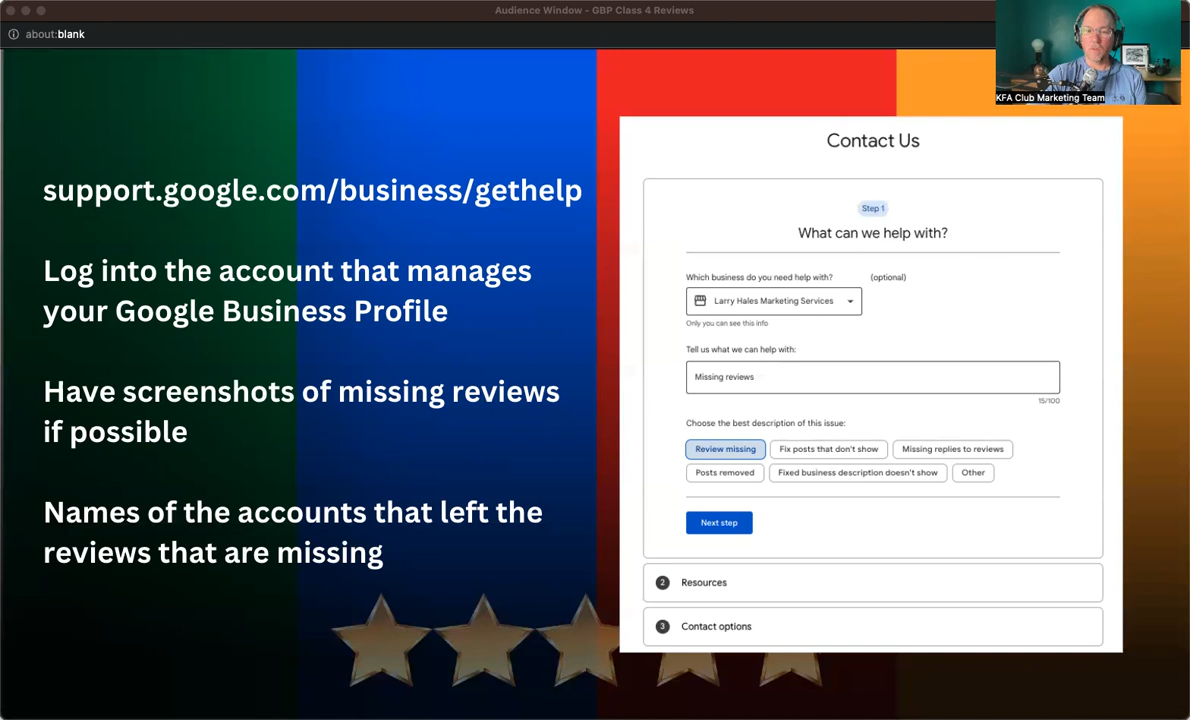 Audience Window - GBP Class 4 Reviews
about:blank
KFA Club Marketing Team
support.google.com/business/gethelp
Log into the account that manages
your Google Business Profile
Have screenshots of missing reviews
if possible
Names of the accounts that left the
reviews that are missing
Contact Us
Step 1
What can we help with?
Which business do you need help with? (optional)
Larry Hales Marketing Services
Only you can see this info
Tell us what we can help with:
Missing reviews
15/100
Choose the best description of this issue:
Review missing Fix posts that don't show Missing replies to reviews
Posts removed Fixed business description doesn't show Other
Next step
2 Resources
3 Contact options